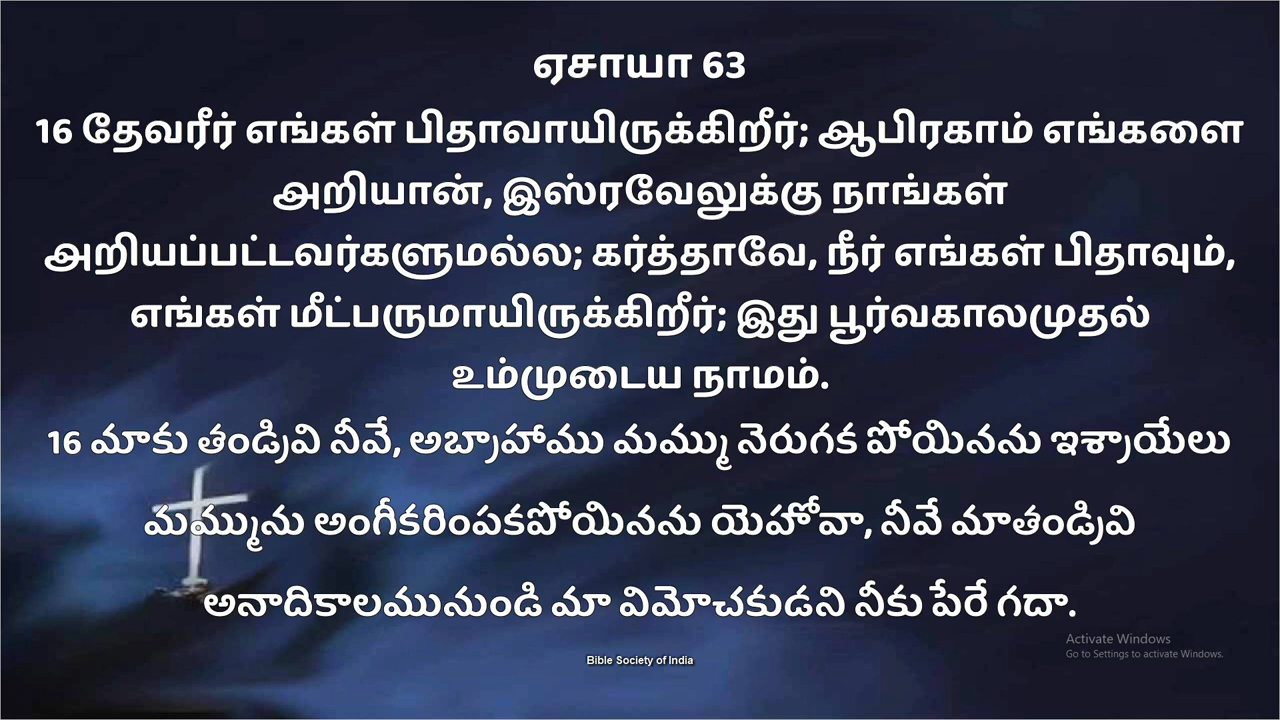 ஏசாயா 63
16 தேவரீர் எங்கள் பிதாவாயிருக்கிறீர்; ஆபிரகாம் எங்களை
அறியான், இஸ்ரவேலுக்கு நாங்கள்
அறியப்பட்டவர்களுமல்ல; கர்த்தாவே, நீர் எங்கள் பிதாவும்,
எங்கள் மீட்பருமாயிருக்கிறீர்; இது பூர்வகாலமுதல்
உம்முடைய நாமம்.
16 మాకు తండ్రివి నీవే, అబ్రాహాము మమ్ము నెరుగక పోయినను ఇశ్రాయేలు
మమ్మును అంగీకరింపకపోయినను యెహోవా, నీవే మాతండ్రివి
అనాదికాలమునుండి మా విమోచకుడని నీకు పేరే గదా.
Bible Society of India
Activate Windows
Go to Settings to activate Windows.